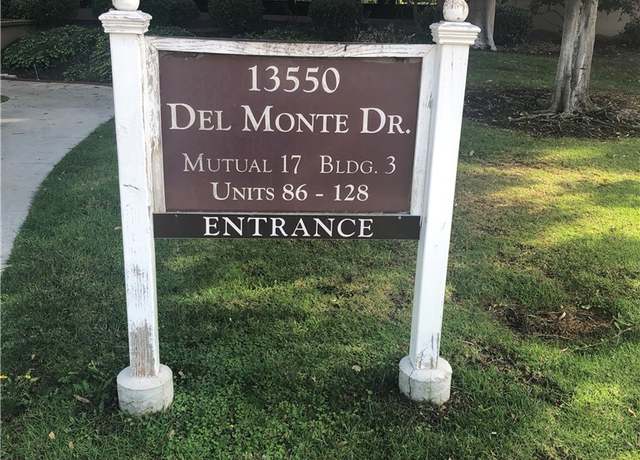 13550
DEL MONTE DR.
MUTUAL 17 BLDG. 3
UNITS 86 - 128
ENTRANCE